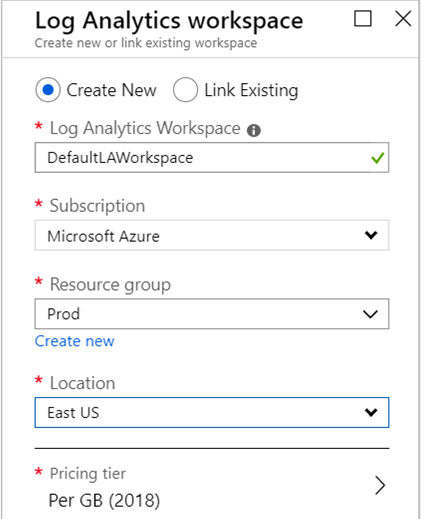 Log Analytics workspace
Create new or link existing workspace
Create New Link Existing
* Log Analytics Workspace
DefaultLAWorkspace
* Subscription
Microsoft Azure
* Resource group
Prod
Create new
* Location
East US
* Pricing tier
Per GB (2018)